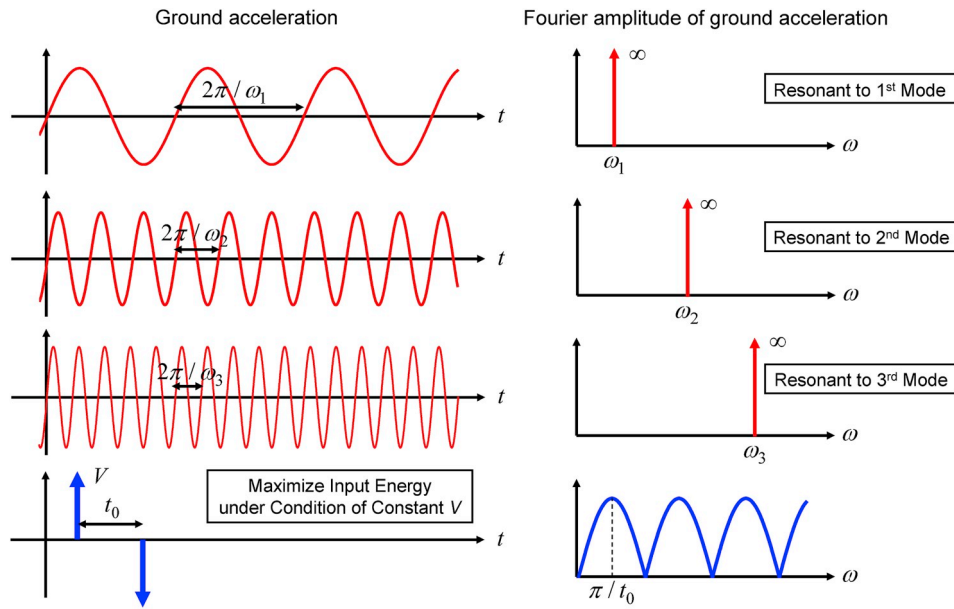 Ground acceleration
Fourier amplitude of ground acceleration
2π / ω₁
t
∞
ω₁
ω
Resonant to 1st Mode
2π / ω₂
t
∞
ω₂
ω
Resonant to 2nd Mode
2π / ω₃
t
∞
ω₃
ω
Resonant to 3rd Mode
V
t₀
t
Maximize Input Energy
under Condition of Constant V
π / t₀
ω